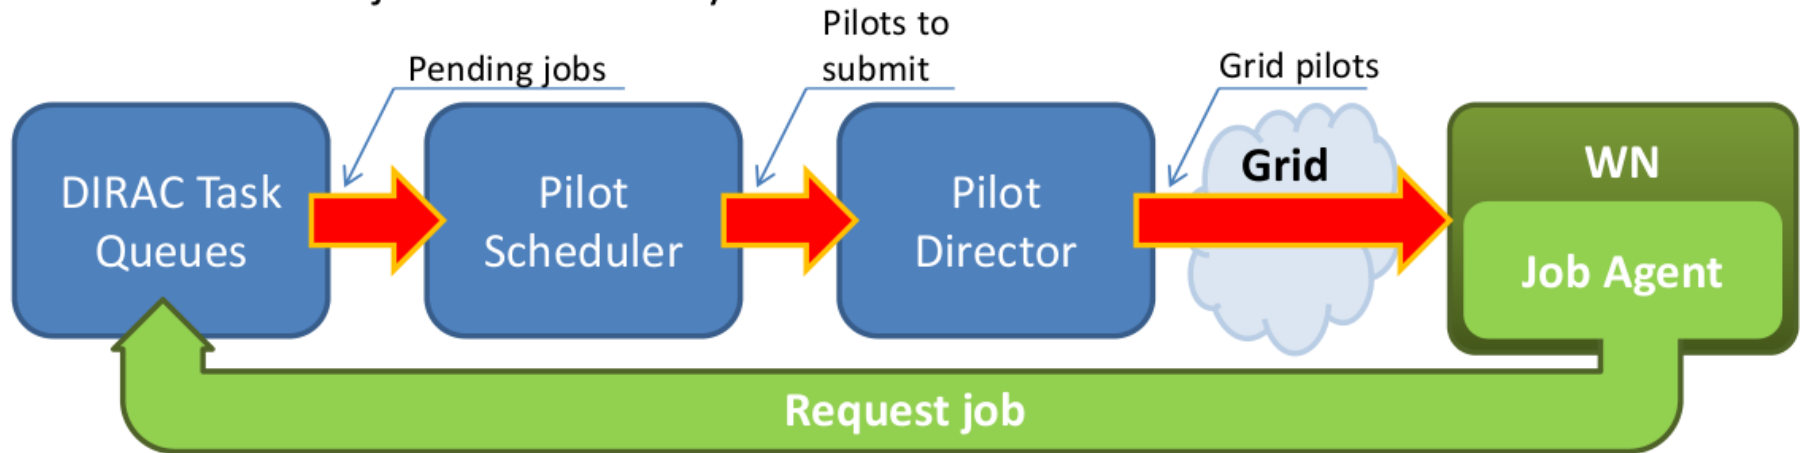 Pending jobs
Pilots to
submit
Grid pilots
DIRAC Task
Queues
Pilot
Scheduler
Pilot
Director
Grid
WN
Job Agent
Request job